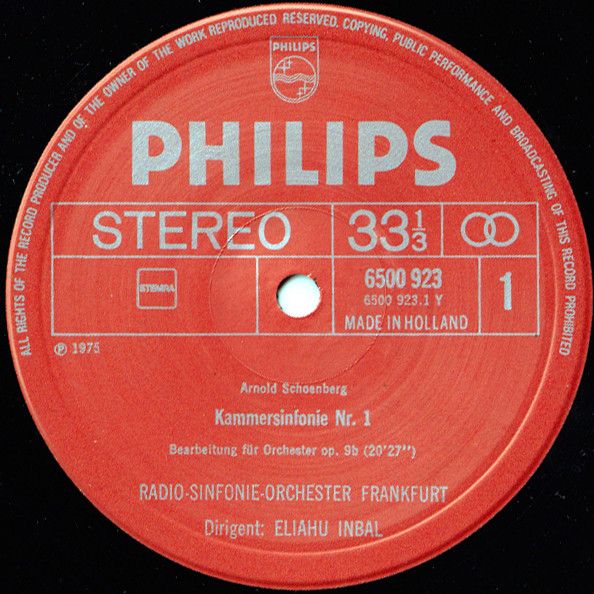 ALL RIGHTS OF THE RECORD PRODUCER AND OF THE OWNER OF THE WORK REPRODUCED RESERVED. COPYING, PUBLIC PERFORMANCE AND BROADCASTING OF THIS RECORD PROHIBITED
PHILIPS
PHILIPS
STEREO
33 1/3
STEMRA
6500 923
6500 923.1 Y
MADE IN HOLLAND
1
℗ 1975
Arnold Schoenberg
Kammersinfonie Nr. 1
Bearbeitung für Orchester op. 9b (20'27'')
RADIO-SINFONIE-ORCHESTER FRANKFURT
Dirigent: ELIAHU INBAL